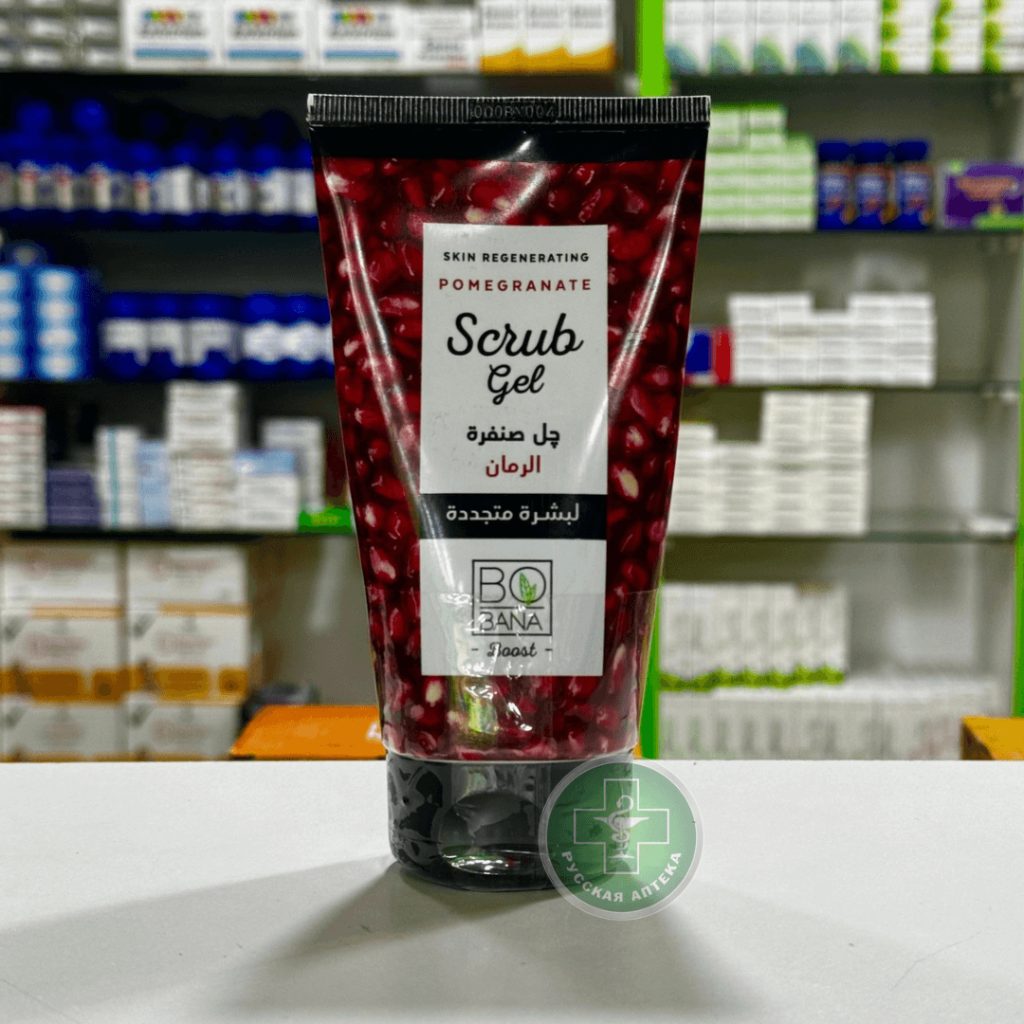 SKIN REGENERATING
POMEGRANATE
Scrub
Gel
چل صنفرة
الرمان
لبشرة متجددة
BO
BANA
- Boost -
РУССКАЯ АПТЕКА